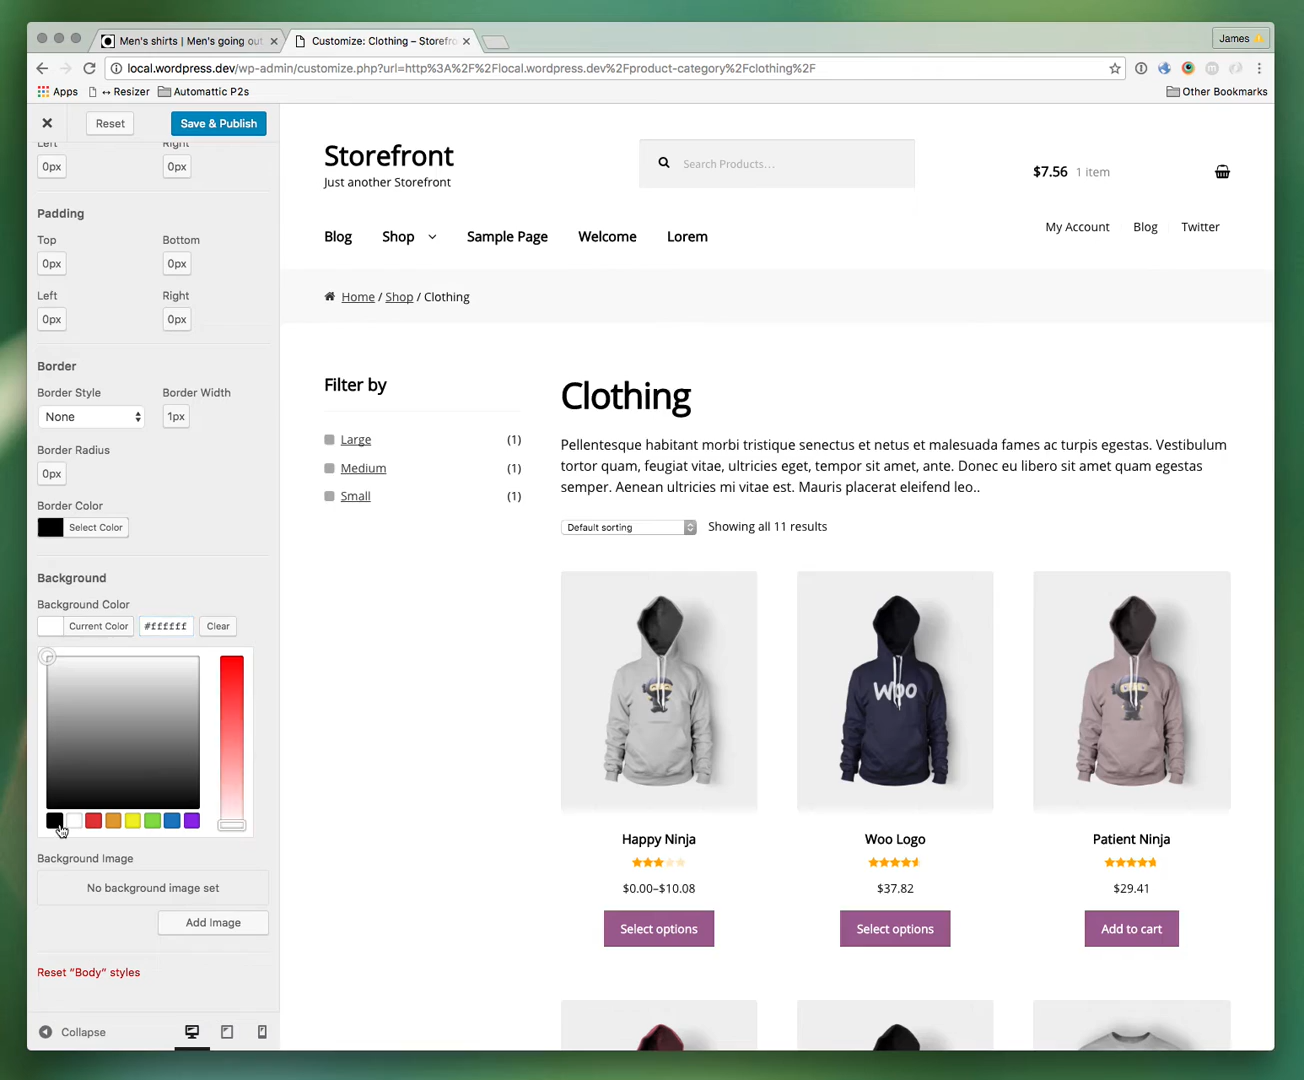 Men's shirts | Men's going out
Customize: Clothing – Storefro
James
local.wordpress.dev/wp-admin/customize.php?url=http%3A%2F%2Flocal.wordpress.dev%2Fproduct-category%2Fclothing%2F
Apps
↔ Resizer
Automattic P2s
Other Bookmarks
Reset
Save & Publish
Left
Right
0px
0px
Padding
Top
Bottom
0px
0px
Left
Right
0px
0px
Border
Border Style
Border Width
None
1px
Border Radius
0px
Border Color
Select Color
Background
Background Color
Current Color
#ffffff
Clear
Background Image
No background image set
Add Image
Reset “Body” styles
Collapse
Storefront
Just another Storefront
Search Products…
$7.56 1 item
Blog
Shop
Sample Page
Welcome
Lorem
My Account
Blog
Twitter
Home / Shop / Clothing
Filter by
Large (1)
Medium (1)
Small (1)
Clothing
Pellentesque habitant morbi tristique senectus et netus et malesuada fames ac turpis egestas. Vestibulum
tortor quam, feugiat vitae, ultricies eget, tempor sit amet, ante. Donec eu libero sit amet quam egestas
semper. Aenean ultricies mi vitae est. Mauris placerat eleifend leo..
Default sorting
Showing all 11 results
Woo
Happy Ninja
$0.00–$10.08
Select options
Woo Logo
$37.82
Select options
Patient Ninja
$29.41
Add to cart